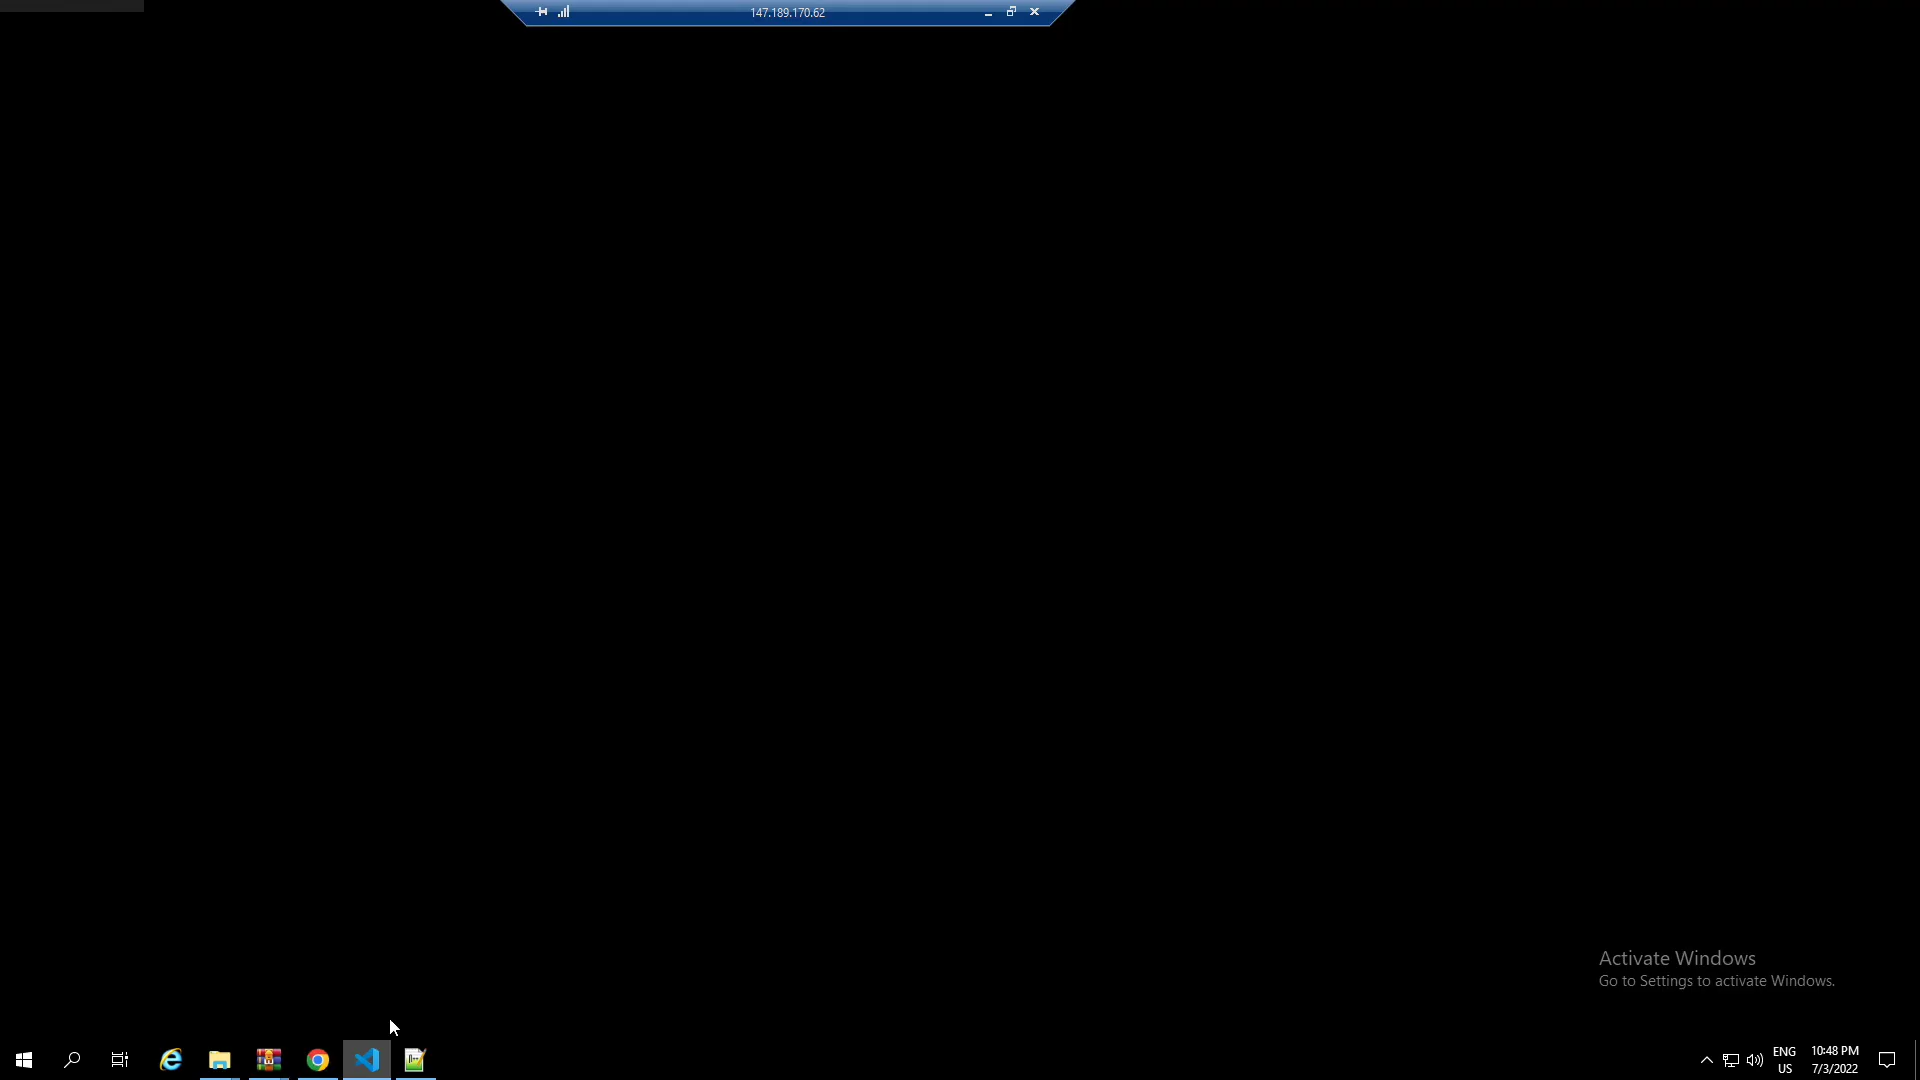 147.189.170.62
Activate Windows
Go to Settings to activate Windows.
ENG
US
10:48 PM
7/3/2022